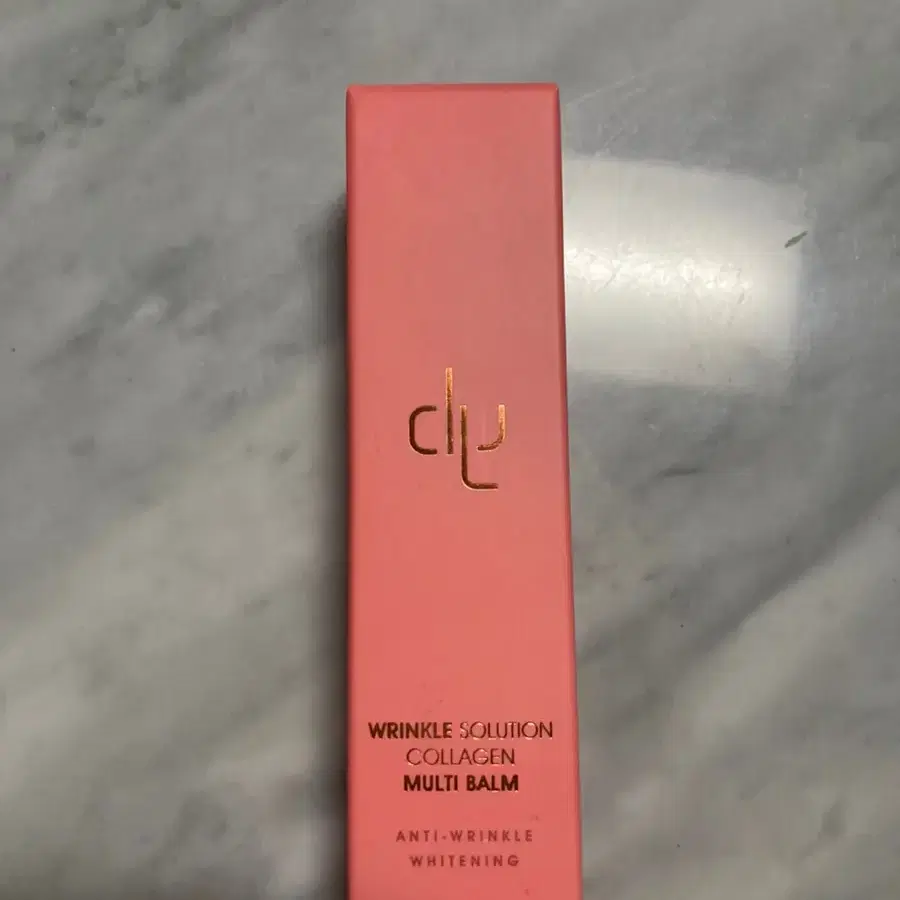 WRINKLE SOLUTION
COLLAGEN
MULTI BALM
ANTI-WRINKLE
WHITENING